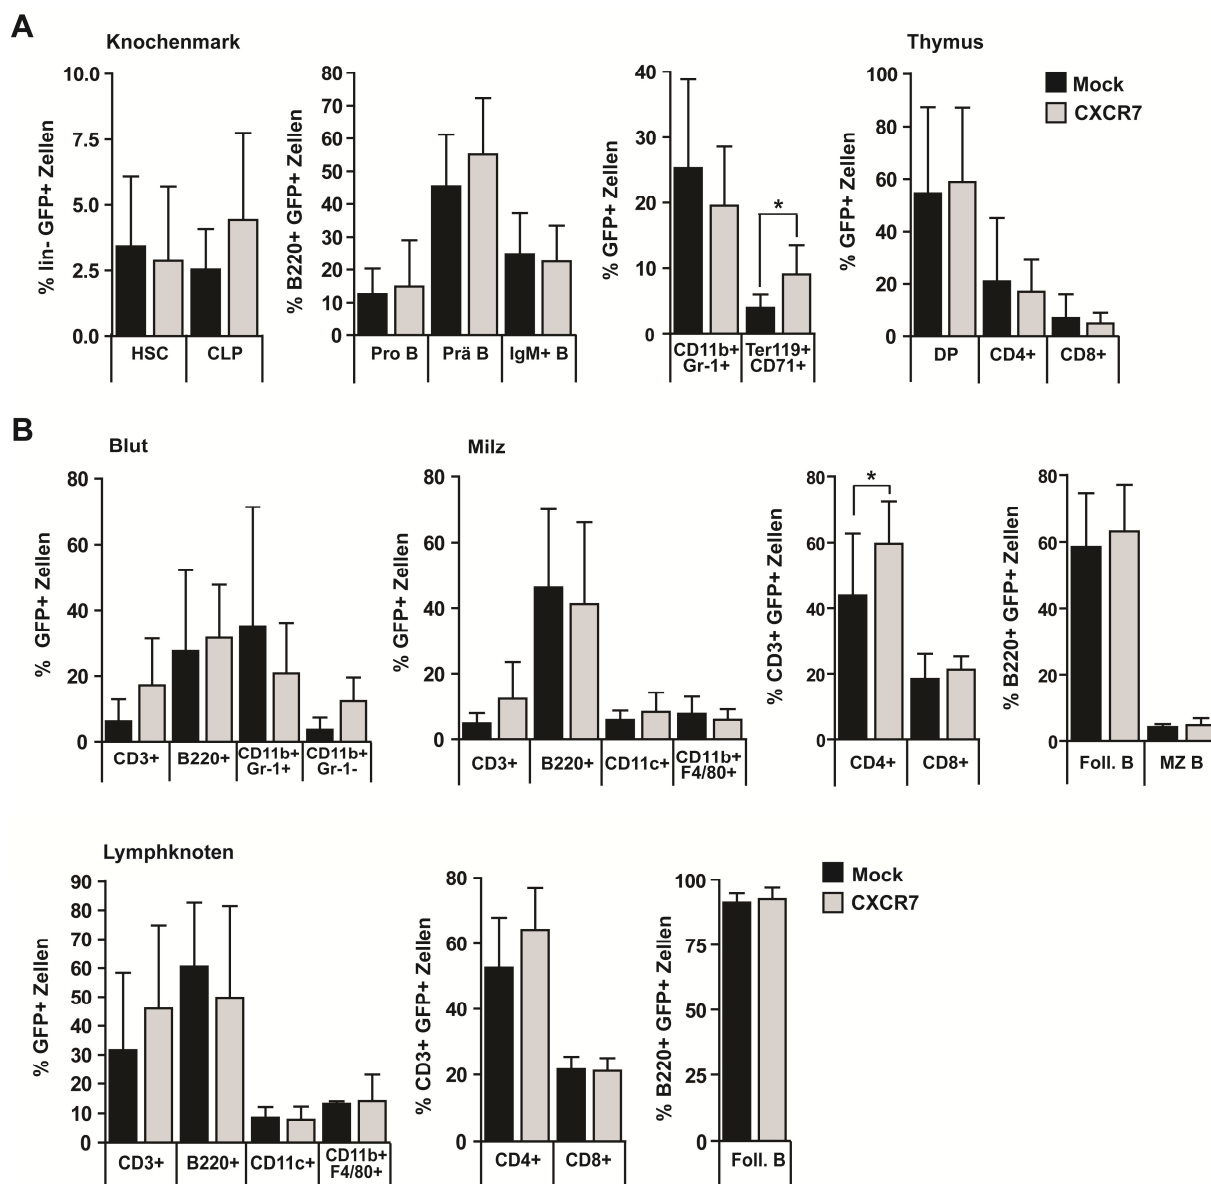 A
Knochenmark
Thymus
% lin- GFP+ Zellen
10.0
7.5
5.0
2.5
0.0
HSC
CLP
% B220+ GFP+ Zellen
80
70
60
50
40
30
20
10
0
Pro B
Prä B
IgM+ B
% GFP+ Zellen
40
30
20
10
0
*
CD11b+
Gr-1+
Ter119+
CD71+
% GFP+ Zellen
100
80
60
40
20
0
DP
CD4+
CD8+
Mock
CXCR7
B
Blut
Milz
% GFP+ Zellen
80
60
40
20
0
CD3+
B220+
CD11b+
Gr-1+
CD11b+
Gr-1-
% GFP+ Zellen
80
60
40
20
0
CD3+
B220+
CD11c+
CD11b+
F4/80+
% CD3+ GFP+ Zellen
80
60
40
20
0
*
CD4+
CD8+
% B220+ GFP+ Zellen
80
60
40
20
0
Foll. B
MZ B
Lymphknoten
% GFP+ Zellen
90
80
70
60
50
40
30
20
10
0
CD3+
B220+
CD11c+
CD11b+
F4/80+
% CD3+ GFP+ Zellen
80
60
40
20
0
CD4+
CD8+
% B220+ GFP+ Zellen
100
75
50
25
0
Foll. B
Mock
CXCR7